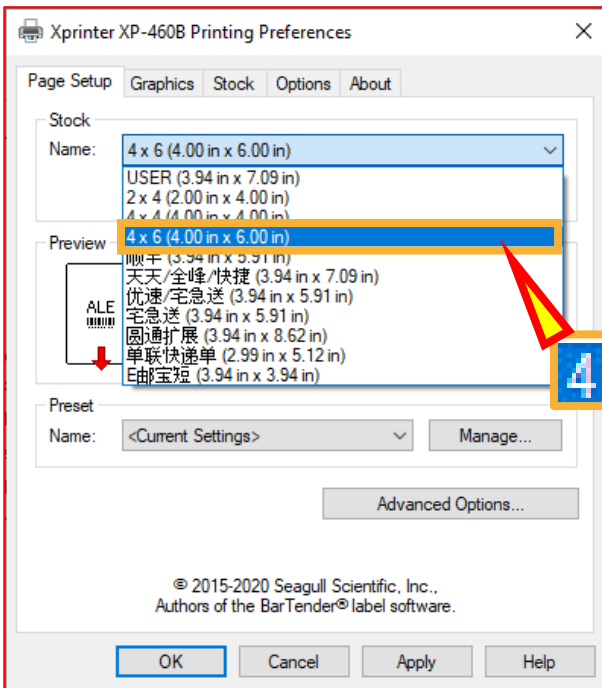 Xprinter XP-460B Printing Preferences
Page Setup Graphics Stock Options About
Stock
Name: 4 x 6 (4.00 in x 6.00 in)
USER (3.94 in x 7.09 in)
2 x 4 (2.00 in x 4.00 in)
4 x 4 (4.00 in x 4.00 in)
4 x 6 (4.00 in x 6.00 in)
顺丰 (3.94 in x 5.91 in)
天天/全峰/快捷 (3.94 in x 7.09 in)
优速/宅急送 (3.94 in x 5.91 in)
宅急送 (3.94 in x 5.91 in)
圆通扩展 (3.94 in x 8.62 in)
单联快递单 (2.99 in x 5.12 in)
E邮宝短 (3.94 in x 3.94 in)
Preview
ALE
4
Preset
Name: <Current Settings> Manage...
Advanced Options...
© 2015-2020 Seagull Scientific, Inc.,
Authors of the BarTender® label software.
OK Cancel Apply Help